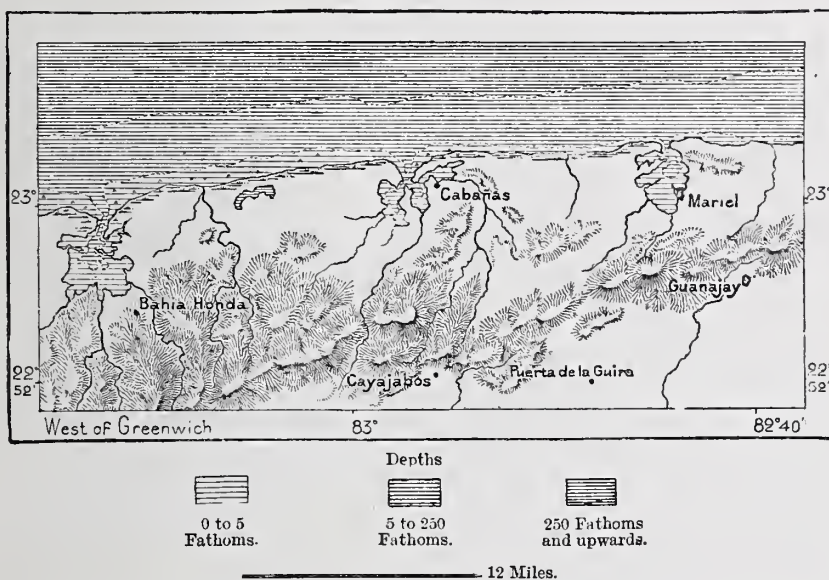 23°
23°
Cabañas
Mariel
Guanajay
Bahia Honda
Cayajabos
Puerta de la Guira
22°
52'
22°
52'
West of Greenwich
83°
82°40'
Depths
0 to 5
Fathoms.
5 to 250
Fathoms.
250 Fathoms
and upwards.
12 Miles.